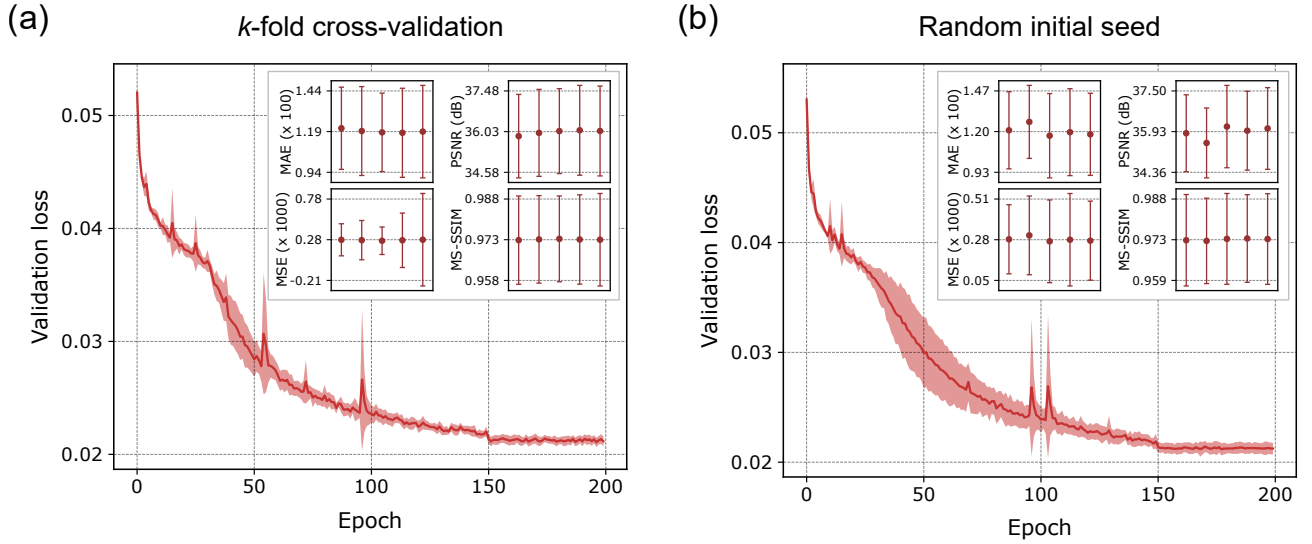 (a)
k-fold cross-validation
Validation loss
0.05
0.04
0.03
0.02
0
50
100
150
200
Epoch
MAE (x 100)
1.44
1.19
0.94
PSNR (dB)
37.48
36.03
34.58
MSE (x 1000)
0.78
0.28
-0.21
MS-SSIM
0.988
0.973
0.958
(b)
Random initial seed
Validation loss
0.05
0.04
0.03
0.02
0
50
100
150
200
Epoch
MAE (x 100)
1.47
1.20
0.93
PSNR (dB)
37.50
35.93
34.36
MSE (x 1000)
0.51
0.28
0.05
MS-SSIM
0.988
0.973
0.959